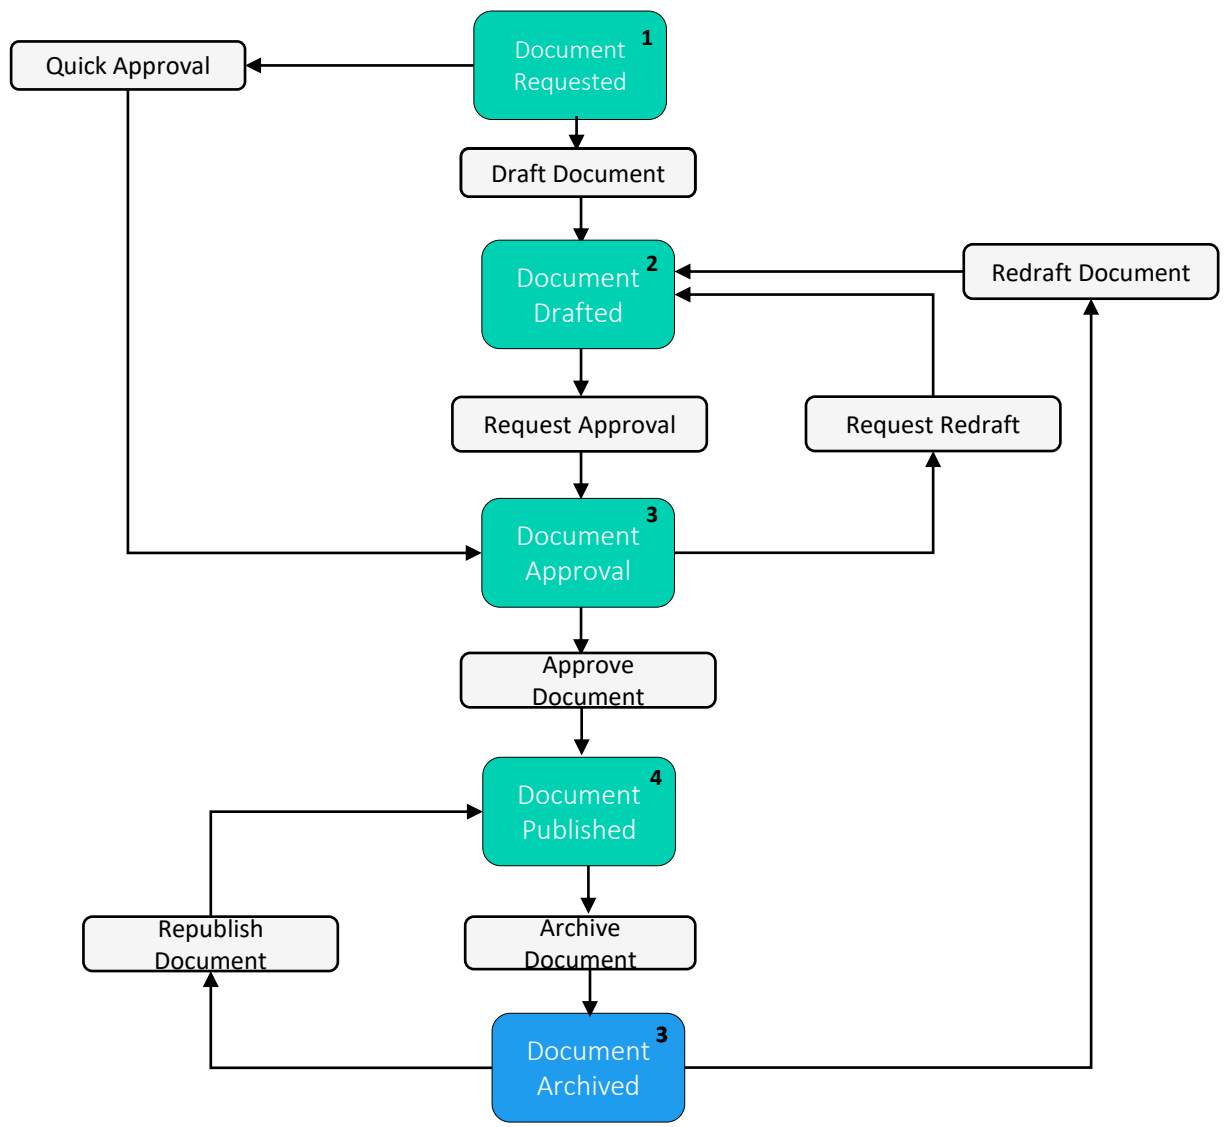 Quick Approval
Document
Requested
1
Draft Document
Document
Drafted
2
Redraft Document
Request Approval
Request Redraft
Document
Approval
3
Approve
Document
Document
Published
4
Republish
Document
Archive
Document
Document
Archived
3